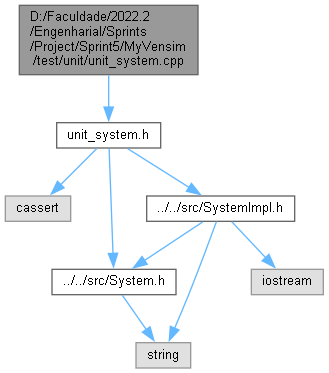 D:/Faculdade/2022.2
/Engenharial/Sprints
/Project/Sprint5/MyVensim
/test/unit/unit_system.cpp
unit_system.h
cassert
../../src/SystemImpl.h
../../src/System.h
iostream
string